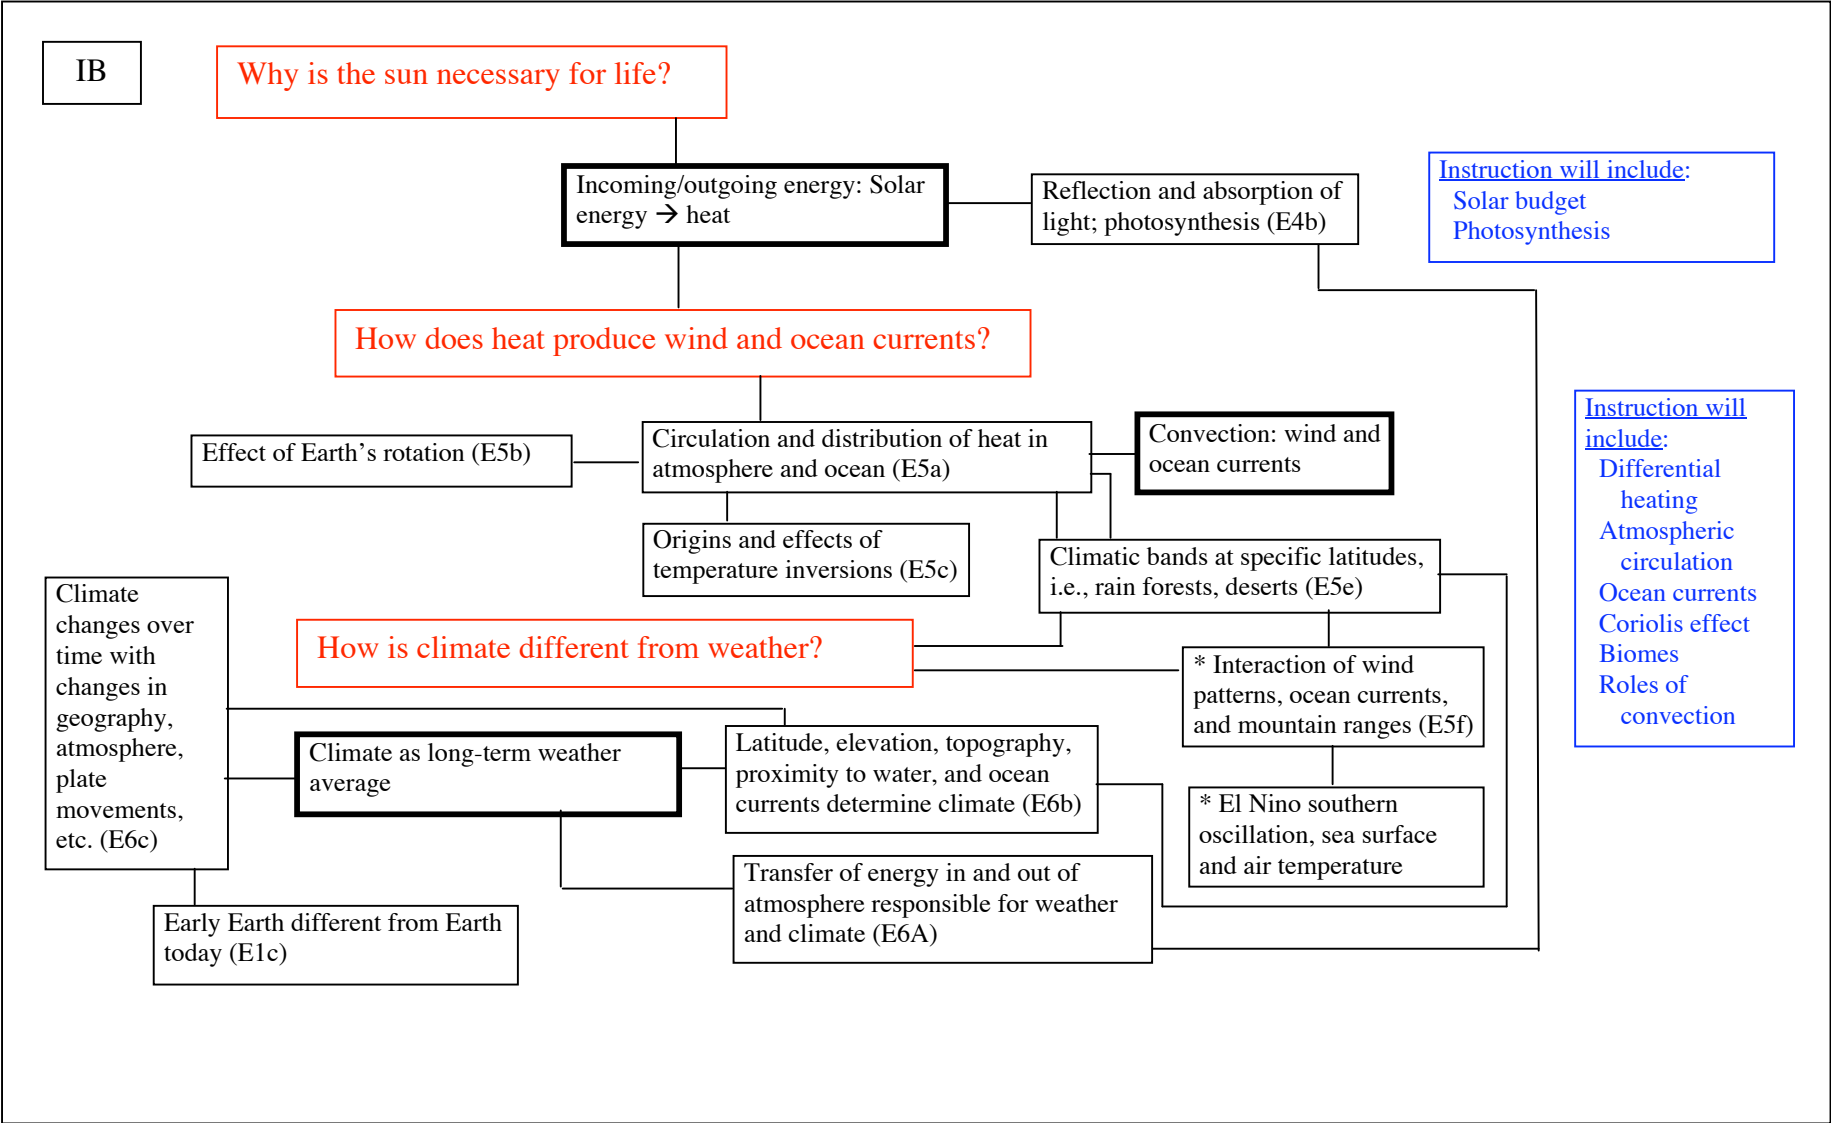 IB
Why is the sun necessary for life?
Incoming/outgoing energy: Solar
energy → heat
Reflection and absorption of
light; photosynthesis (E4b)
Instruction will include:
Solar budget
Photosynthesis
How does heat produce wind and ocean currents?
Effect of Earth’s rotation (E5b)
Circulation and distribution of heat in
atmosphere and ocean (E5a)
Convection: wind and
ocean currents
Instruction will
include:
Differential
heating
Atmospheric
circulation
Ocean currents
Coriolis effect
Biomes
Roles of
convection
Origins and effects of
temperature inversions (E5c)
Climatic bands at specific latitudes,
i.e., rain forests, deserts (E5e)
Climate
changes over
time with
changes in
geography,
atmosphere,
plate
movements,
etc. (E6c)
How is climate different from weather?
* Interaction of wind
patterns, ocean currents,
and mountain ranges (E5f)
Climate as long-term weather
average
Latitude, elevation, topography,
proximity to water, and ocean
currents determine climate (E6b)
* El Nino southern
oscillation, sea surface
and air temperature
Transfer of energy in and out of
atmosphere responsible for weather
and climate (E6A)
Early Earth different from Earth
today (E1c)